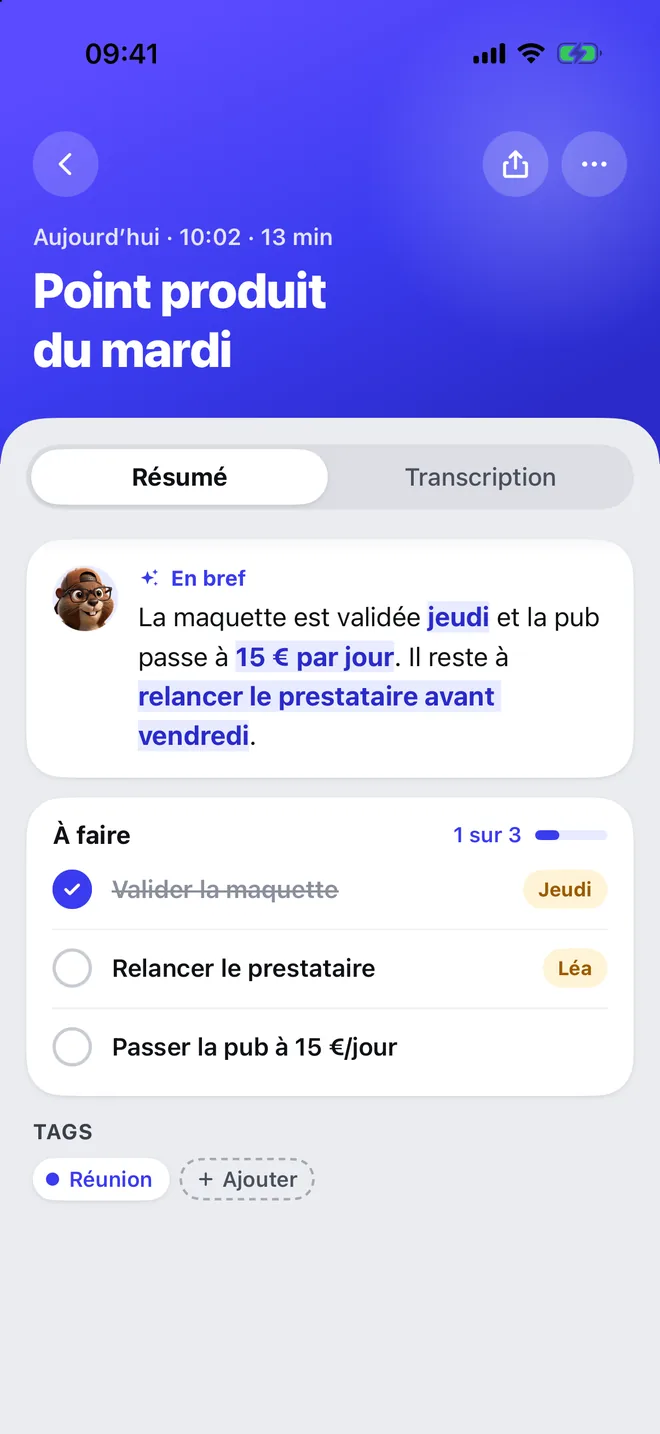 09:41
Aujourd’hui · 10:02 · 13 min
Point produit
du mardi
Résumé
Transcription
En bref
La maquette est validée jeudi et la pub
passe à 15 € par jour. Il reste à
relancer le prestataire avant
vendredi.
À faire
1 sur 3
Valider la maquette
Jeudi
Relancer le prestataire
Léa
Passer la pub à 15 €/jour
TAGS
Réunion
+ Ajouter